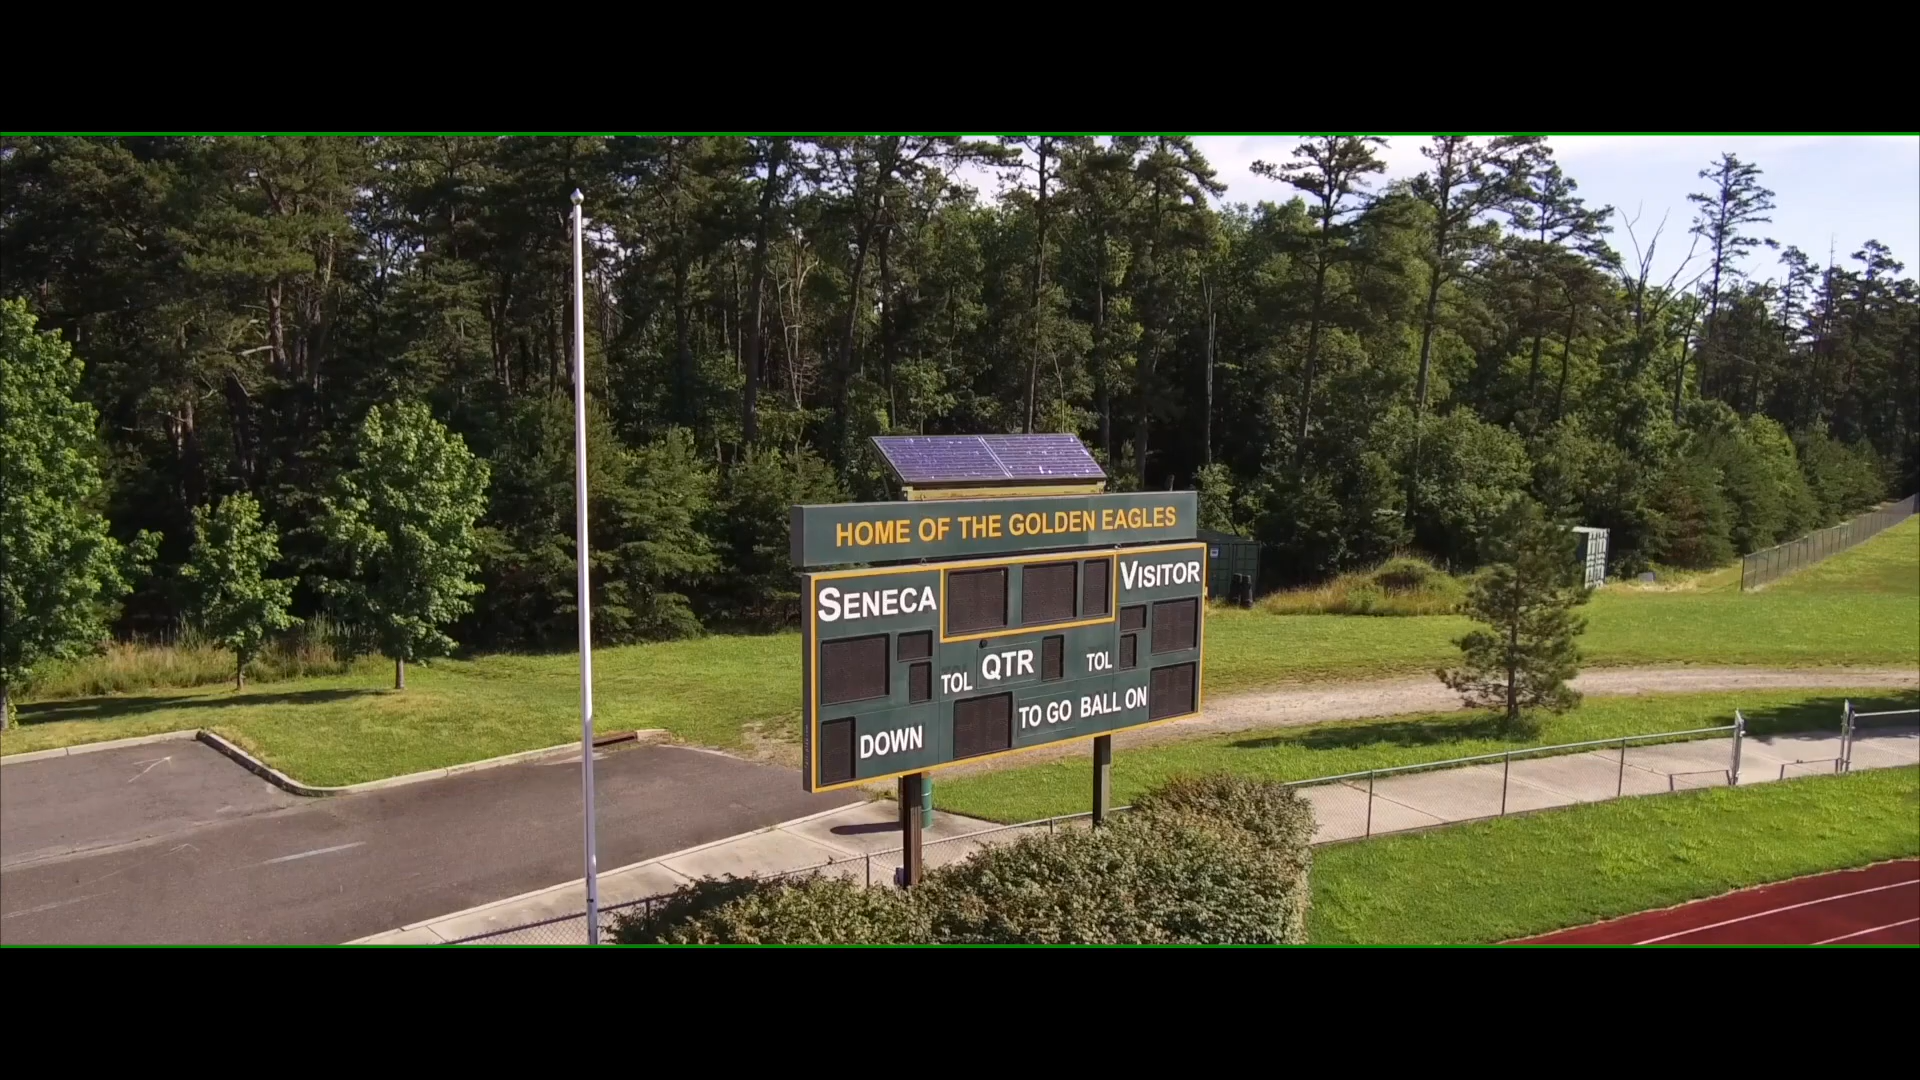 HOME OF THE GOLDEN EAGLES
SENECA
VISITOR
TOL QTR TOL
DOWN TO GO BALL ON